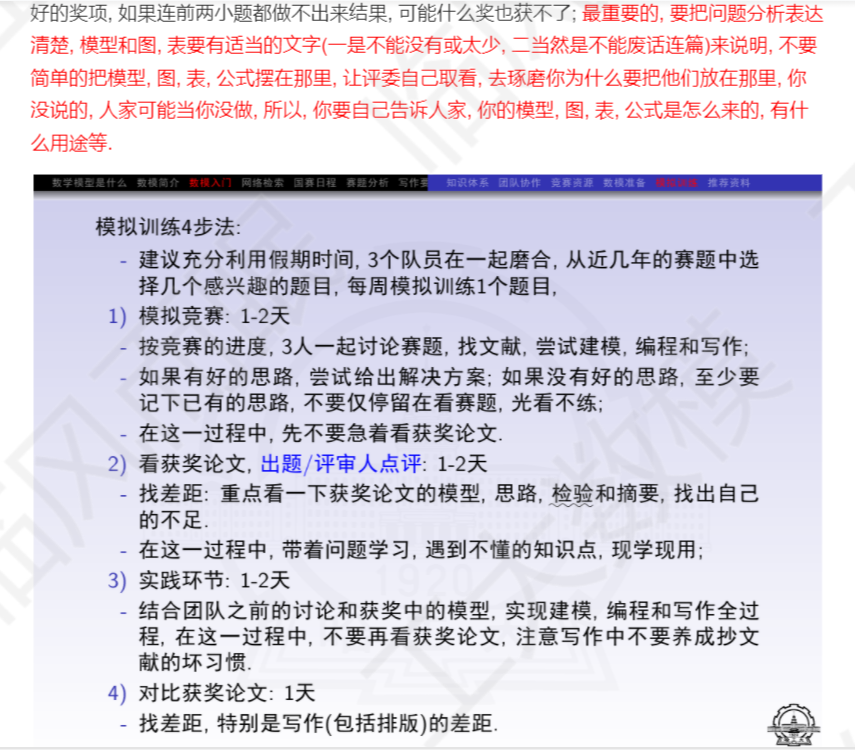 好的奖项, 如果连前两小题都做不出来结果, 可能什么奖也获不了; 最重要的, 要把问题分析表达
清楚, 模型和图, 表要有适当的文字(一是不能没有或太少, 二当然是不能废话连篇)来说明, 不要
简单的把模型, 图, 表, 公式摆在那里, 让评委自己取看, 去琢磨你为什么要把他们放在那里, 你
没说的, 人家可能当你没做, 所以, 你要自己告诉人家, 你的模型, 图, 表, 公式是怎么来的, 有什
么用途等.
数学模型是什么 数模简介 数模入门 网络检索 国赛日程 赛题分析 写作要 知识体系 团队协作 竞赛资源 数模准备 模拟训练 推荐资料
模拟训练4步法:
- 建议充分利用假期时间, 3个队员在一起磨合, 从近几年的赛题中选
择几个感兴趣的题目, 每周模拟训练1个题目,
1) 模拟竞赛: 1-2天
- 按竞赛的进度, 3人一起讨论赛题, 找文献, 尝试建模, 编程和写作;
- 如果有好的思路, 尝试给出解决方案; 如果没有好的思路, 至少要
记下已有的思路, 不要仅停留在看赛题, 光看不练;
- 在这一过程中, 先不要急着看获奖论文.
2) 看获奖论文, 出题/评审人点评: 1-2天
- 找差距: 重点看一下获奖论文的模型, 思路, 检验和摘要, 找出自己
的不足.
- 在这一过程中, 带着问题学习, 遇到不懂的知识点, 现学现用;
3) 实践环节: 1-2天
- 结合团队之前的讨论和获奖中的模型, 实现建模, 编程和写作全过
程, 在这一过程中, 不要再看获奖论文, 注意写作中不要养成抄文
献的坏习惯.
4) 对比获奖论文: 1天
- 找差距, 特别是写作(包括排版)的差距.
1920
工大数模